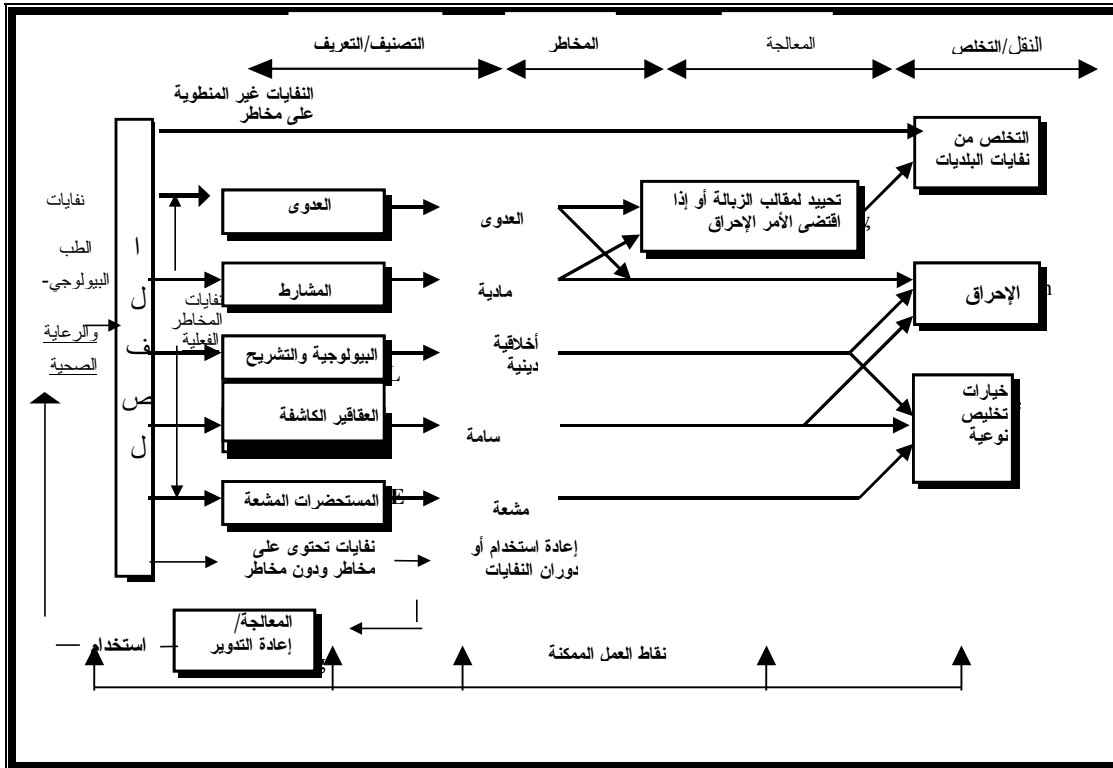 التصنيف/التعريف
المخاطر
المعالجة
النقل/التخلص
النفايات غير المنطوية
على مخاطر
التخلص من
نفايات البلديات
نفايات
الطب
البيولوجي-
والرعاية
الصحية
ا
ل
ف
ص
ل
العدوى
العدوى
تحييد لمقالب الزبالة أو إذا
اقتضى الأمر الإحراق
المشارط
مادية
الإحراق
n
نفايات
المخاطر
الفعلية
البيولوجية والتشريح
L
أخلاقية
دينية
خيارات
تخليص
نوعية
العقاقير الكاشفة
سامة
المستحضرات المشعة
E
مشعة
نفايات تحتوى على
مخاطر ودون مخاطر
إعادة استخدام أو
دوران النفايات
المعالجة/
إعادة التدوير
استخدام
نقاط العمل الممكنة